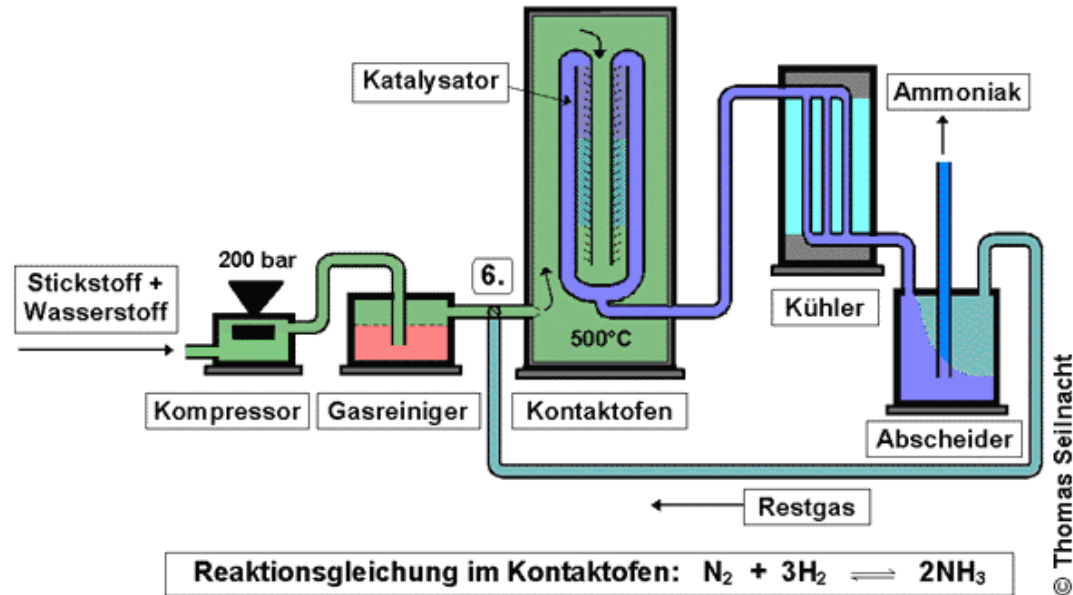 Katalysator
Ammoniak
200 bar
Stickstoff +
Wasserstoff
6.
500°C
Kühler
Kompressor
Gasreiniger
Kontaktofen
Abscheider
Restgas
Reaktionsgleichung im Kontaktofen: N₂ + 3H₂ ⇌ 2NH₃
© Thomas Seilnacht